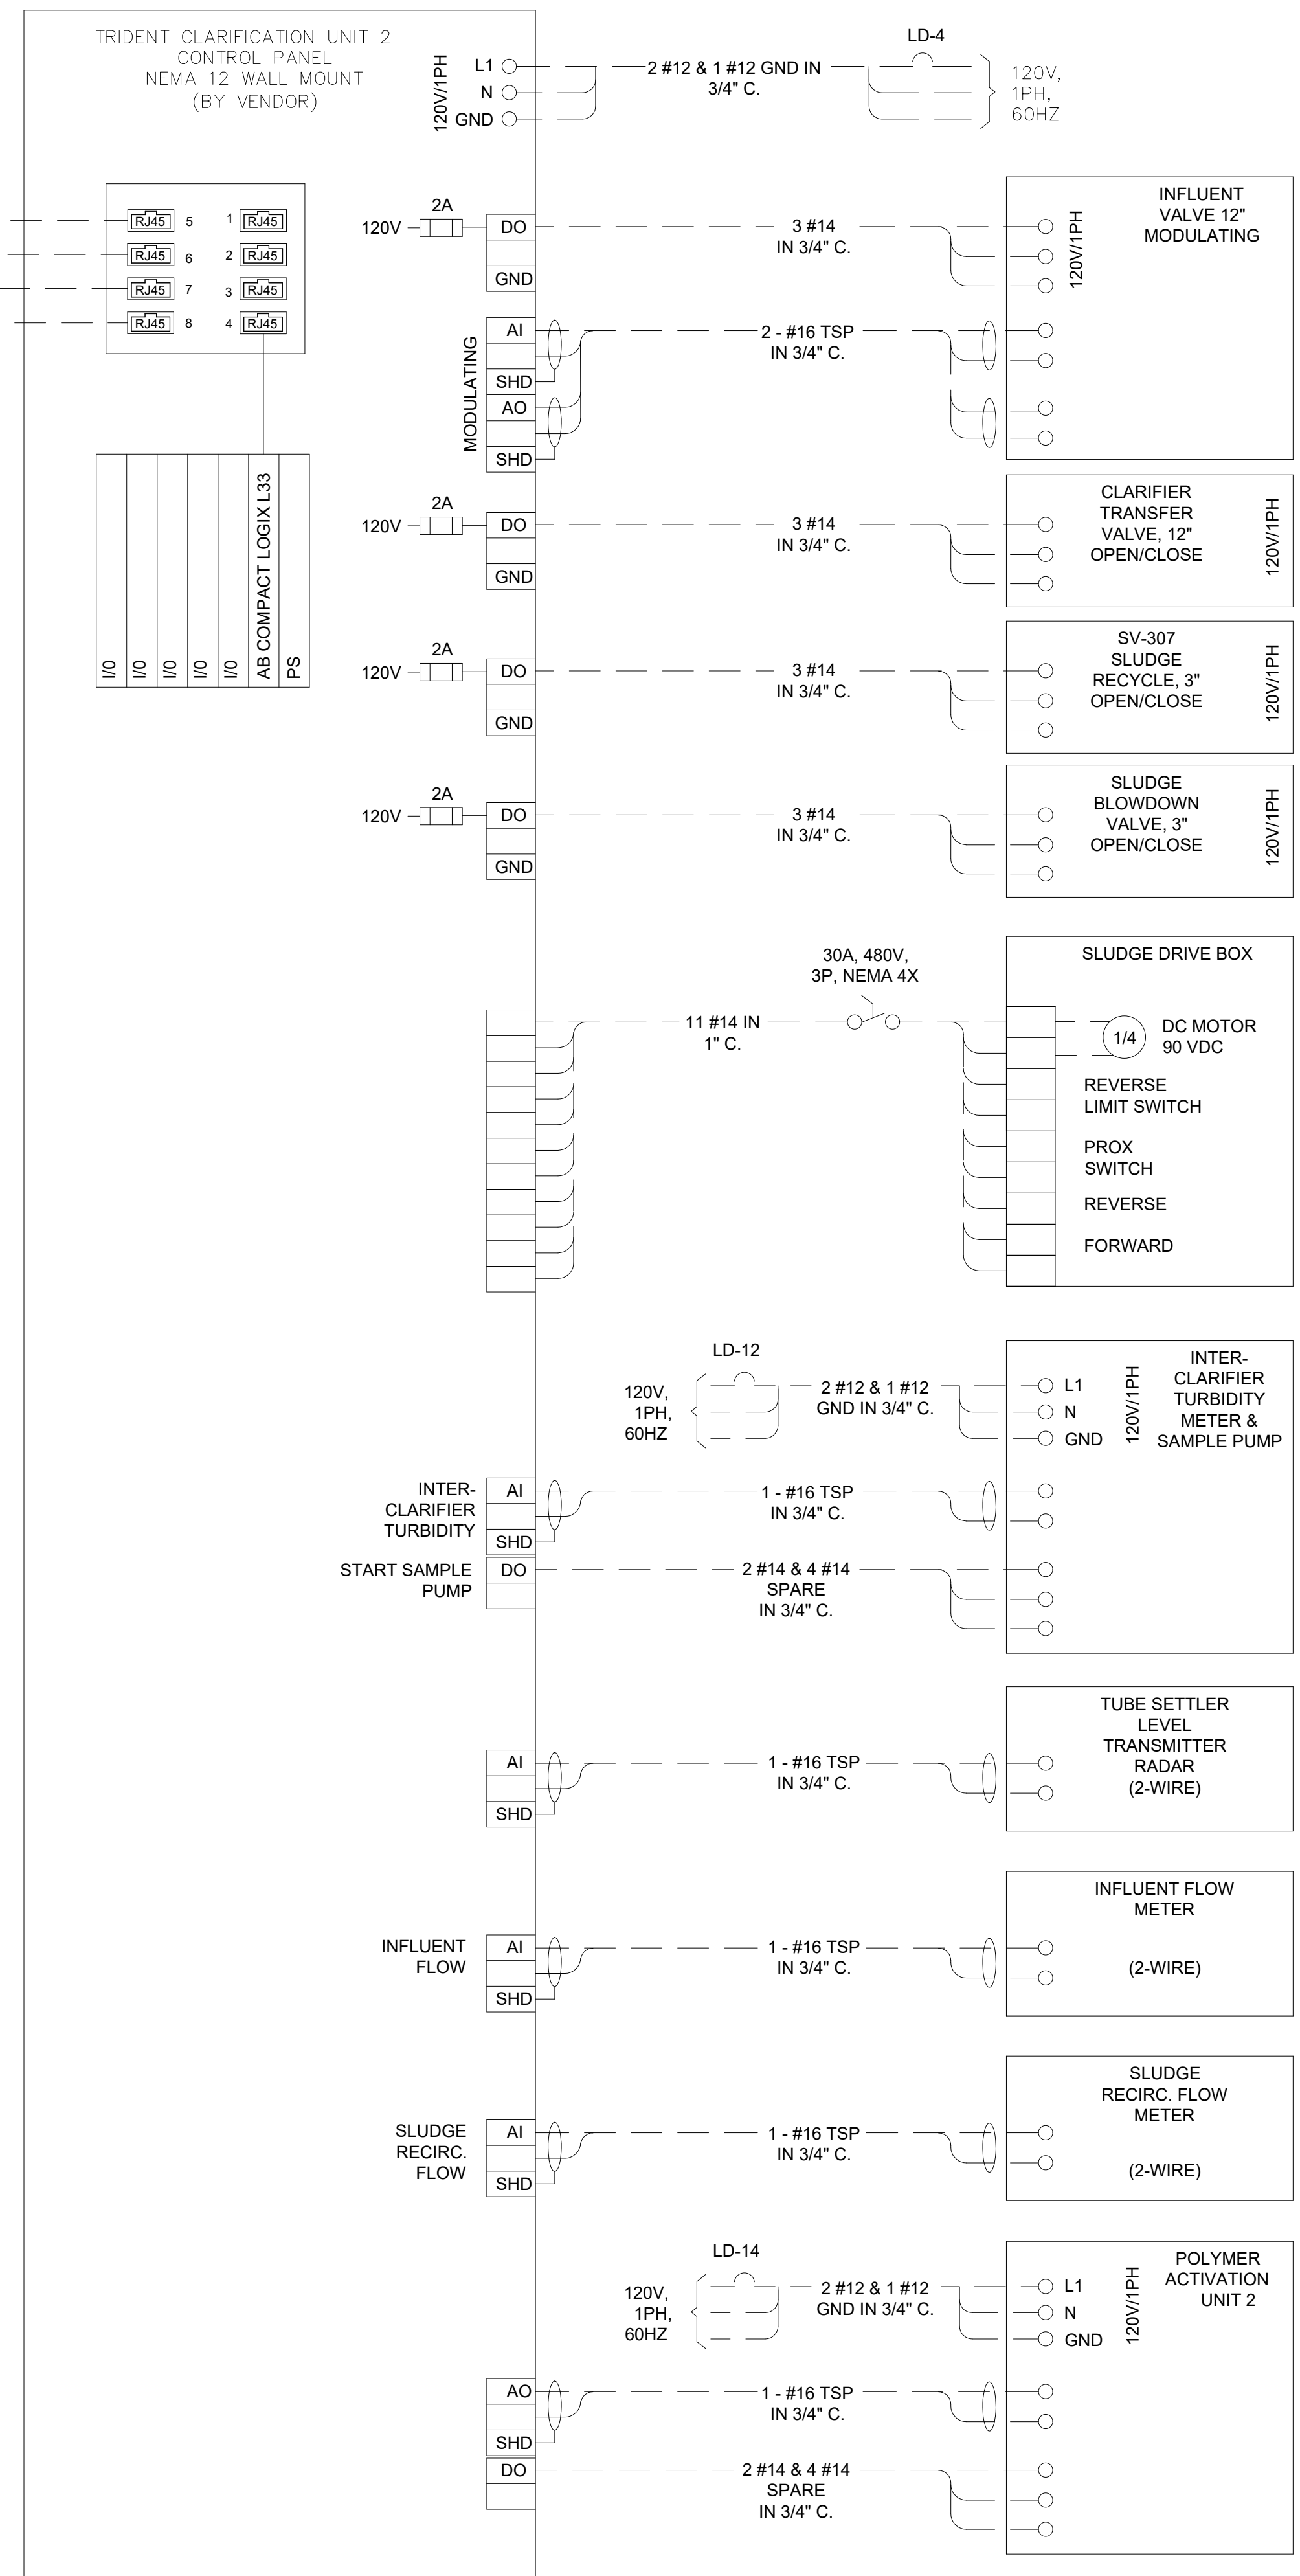 TRIDENT CLARIFICATION UNIT 2
CONTROL PANEL
NEMA 12 WALL MOUNT
(BY VENDOR)
120V/1PH
L1
N
GND
2 #12 & 1 #12 GND IN
3/4" C.
LD-4
120V,
1PH,
60HZ
RJ45 5 1 RJ45
RJ45 6 2 RJ45
RJ45 7 3 RJ45
RJ45 8 4 RJ45
I/0
I/0
I/0
I/0
I/0
AB COMPACT LOGIX L33
PS
120V
2A
DO
GND
3 #14
IN 3/4" C.
MODULATING
AI
SHD
AO
SHD
2 - #16 TSP
IN 3/4" C.
120V/1PH
INFLUENT
VALVE 12"
MODULATING
120V
2A
DO
GND
3 #14
IN 3/4" C.
CLARIFIER
TRANSFER
VALVE, 12"
OPEN/CLOSE
120V/1PH
120V
2A
DO
GND
3 #14
IN 3/4" C.
SV-307
SLUDGE
RECYCLE, 3"
OPEN/CLOSE
120V/1PH
120V
2A
DO
GND
3 #14
IN 3/4" C.
SLUDGE
BLOWDOWN
VALVE, 3"
OPEN/CLOSE
120V/1PH
11 #14 IN
1" C.
30A, 480V,
3P, NEMA 4X
SLUDGE DRIVE BOX
1/4
DC MOTOR
90 VDC
REVERSE
LIMIT SWITCH
PROX
SWITCH
REVERSE
FORWARD
LD-12
120V,
1PH,
60HZ
2 #12 & 1 #12
GND IN 3/4" C.
L1
N
GND
120V/1PH
INTER-
CLARIFIER
TURBIDITY
METER &
SAMPLE PUMP
INTER-
CLARIFIER
TURBIDITY
AI
SHD
1 - #16 TSP
IN 3/4" C.
START SAMPLE
PUMP
DO
2 #14 & 4 #14
SPARE
IN 3/4" C.
AI
SHD
1 - #16 TSP
IN 3/4" C.
TUBE SETTLER
LEVEL
TRANSMITTER
RADAR
(2-WIRE)
INFLUENT
FLOW
AI
SHD
1 - #16 TSP
IN 3/4" C.
INFLUENT FLOW
METER
(2-WIRE)
SLUDGE
RECIRC.
FLOW
AI
SHD
1 - #16 TSP
IN 3/4" C.
SLUDGE
RECIRC. FLOW
METER
(2-WIRE)
LD-14
120V,
1PH,
60HZ
2 #12 & 1 #12
GND IN 3/4" C.
L1
N
GND
120V/1PH
POLYMER
ACTIVATION
UNIT 2
AO
SHD
1 - #16 TSP
IN 3/4" C.
DO
2 #14 & 4 #14
SPARE
IN 3/4" C.